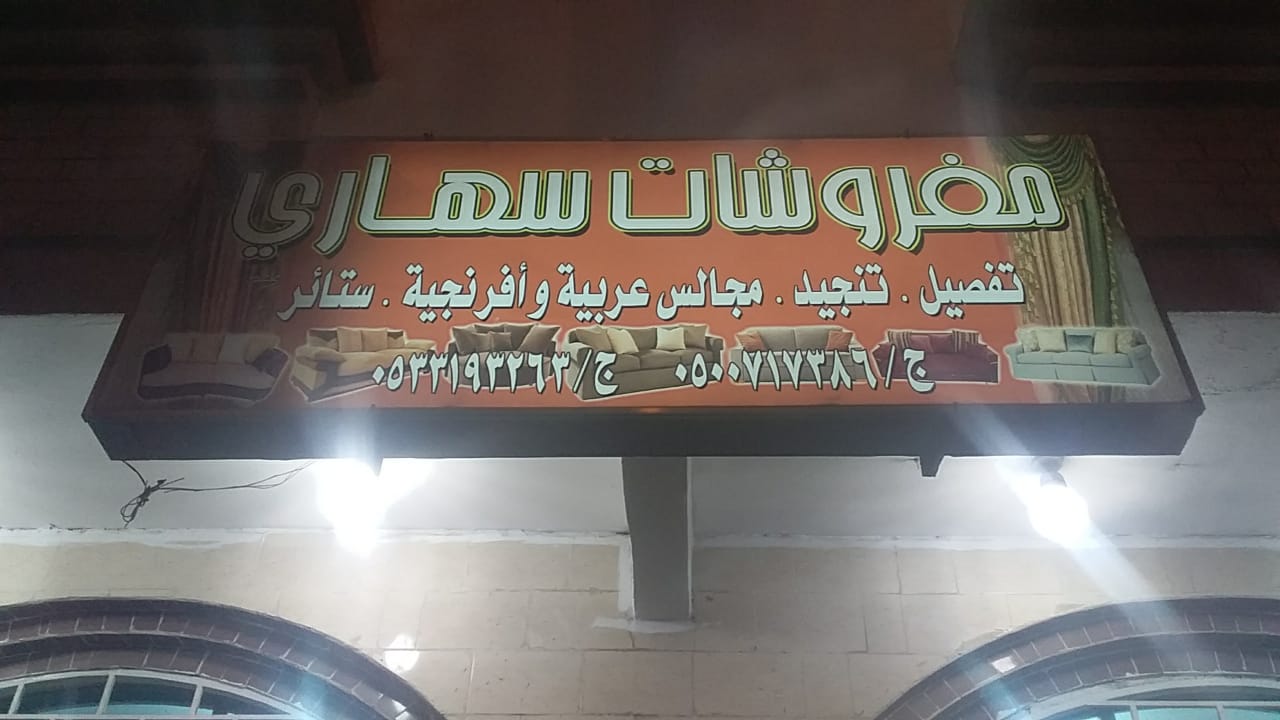 مفروشات سهاري
تفصيل . تنجيد . مجالس عربية وأفرنجية . ستائر
ج/ ٠٥٠٠٧١٧٣٨٦ ج/ ٠٥٣٣١٩٣٢٦٣